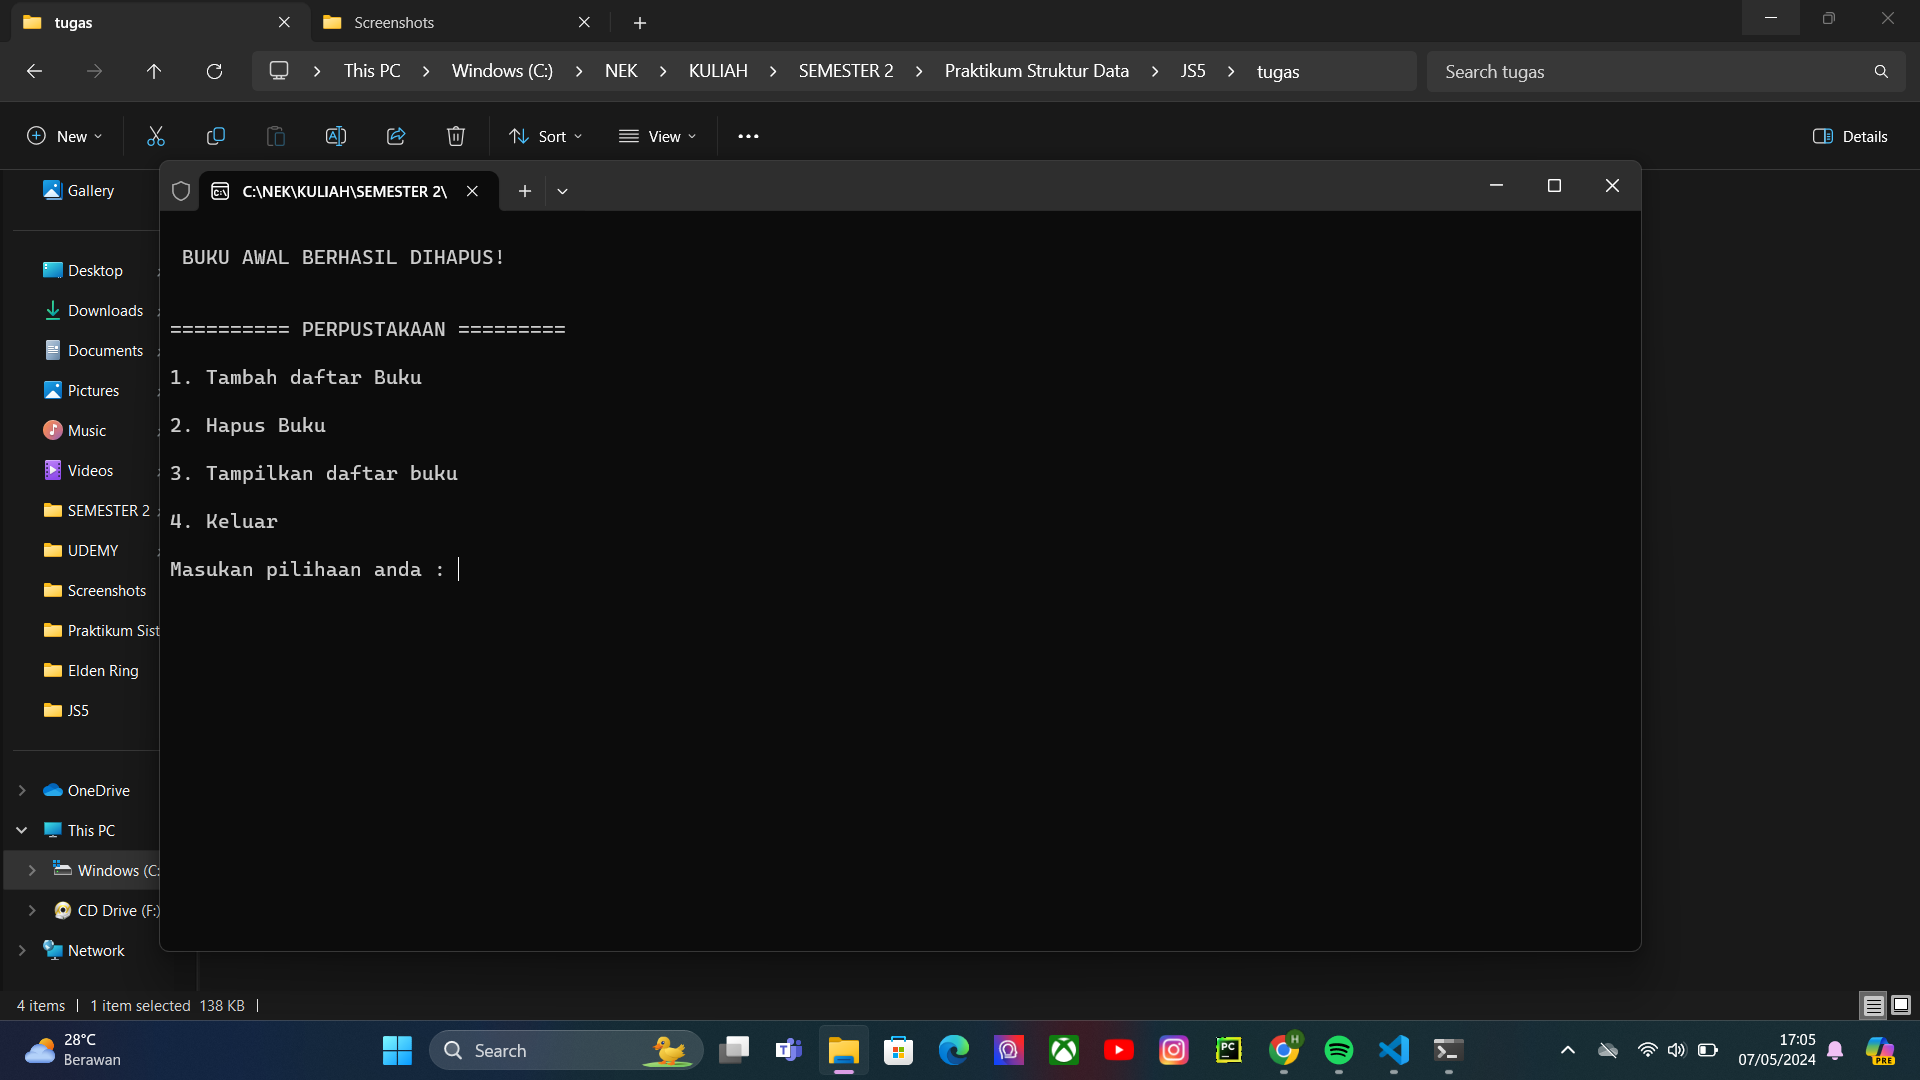 tugas
Screenshots
This PC
Windows (C:)
NEK
KULIAH
SEMESTER 2
Praktikum Struktur Data
JS5
tugas
Search tugas
New
Sort
View
Details
Gallery
Desktop
Downloads
Documents
Pictures
Music
Videos
SEMESTER 2
UDEMY
Screenshots
Praktikum Sist
Elden Ring
JS5
OneDrive
This PC
Windows (C:
CD Drive (F:)
Network
C:\NEK\KULIAH\SEMESTER 2\
BUKU AWAL BERHASIL DIHAPUS!
========== PERPUSTAKAAN =========
1. Tambah daftar Buku
2. Hapus Buku
3. Tampilkan daftar buku
4. Keluar
Masukan pilihaan anda :
4 items
1 item selected 138 KB
28°C
Berawan
Search
17:05
07/05/2024
PRE
PC
H